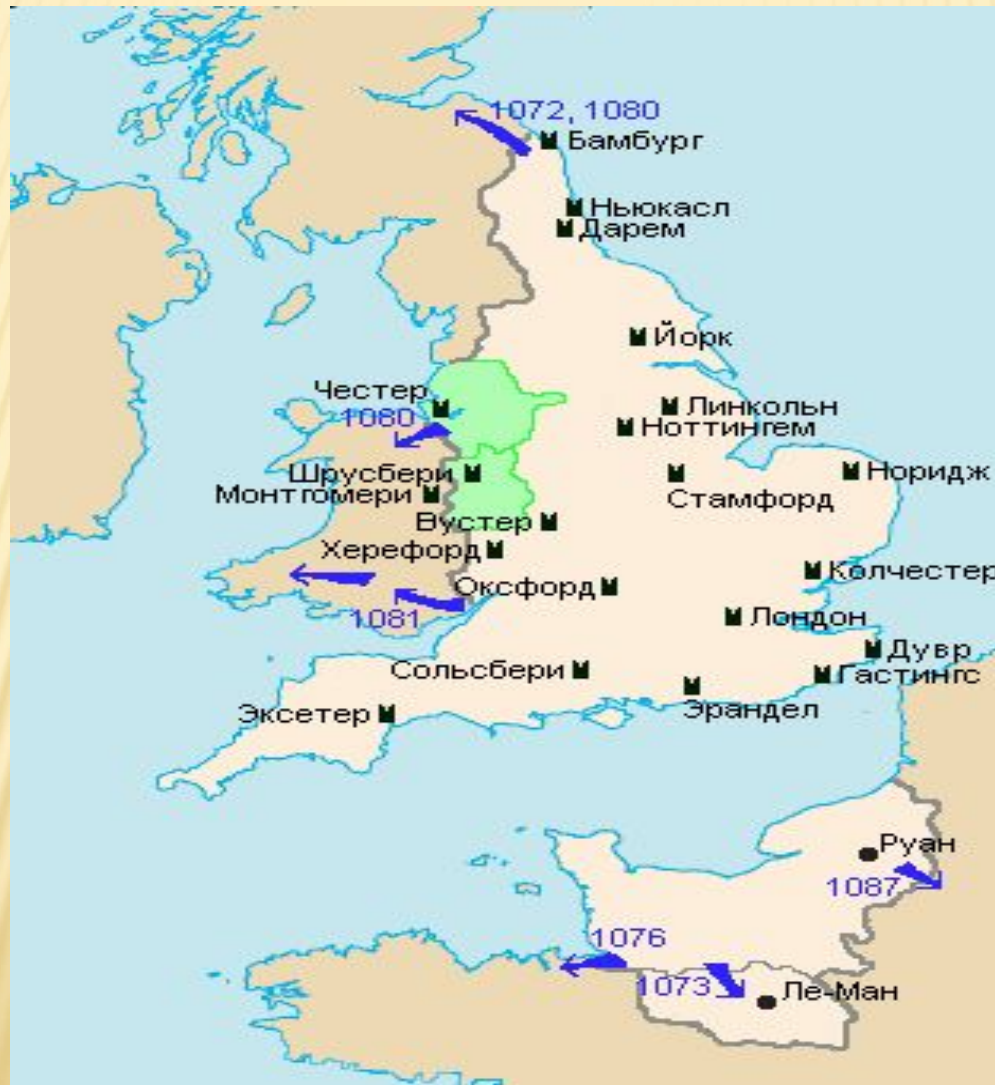 1072, 1080
Бамбург
Ньюкасл
Дарем
Йорк
Честер
1080
Линкольн
Ноттингем
Шрусбери
Норидж
Монтгомери
Стамфорд
Вустер
Херефорд
Колчестер
Оксфорд
1081
Лондон
Дувр
Сольсбери
Гастингс
Эрандел
Эксетер
Руан
1087
1076
1073
Ле-Ман